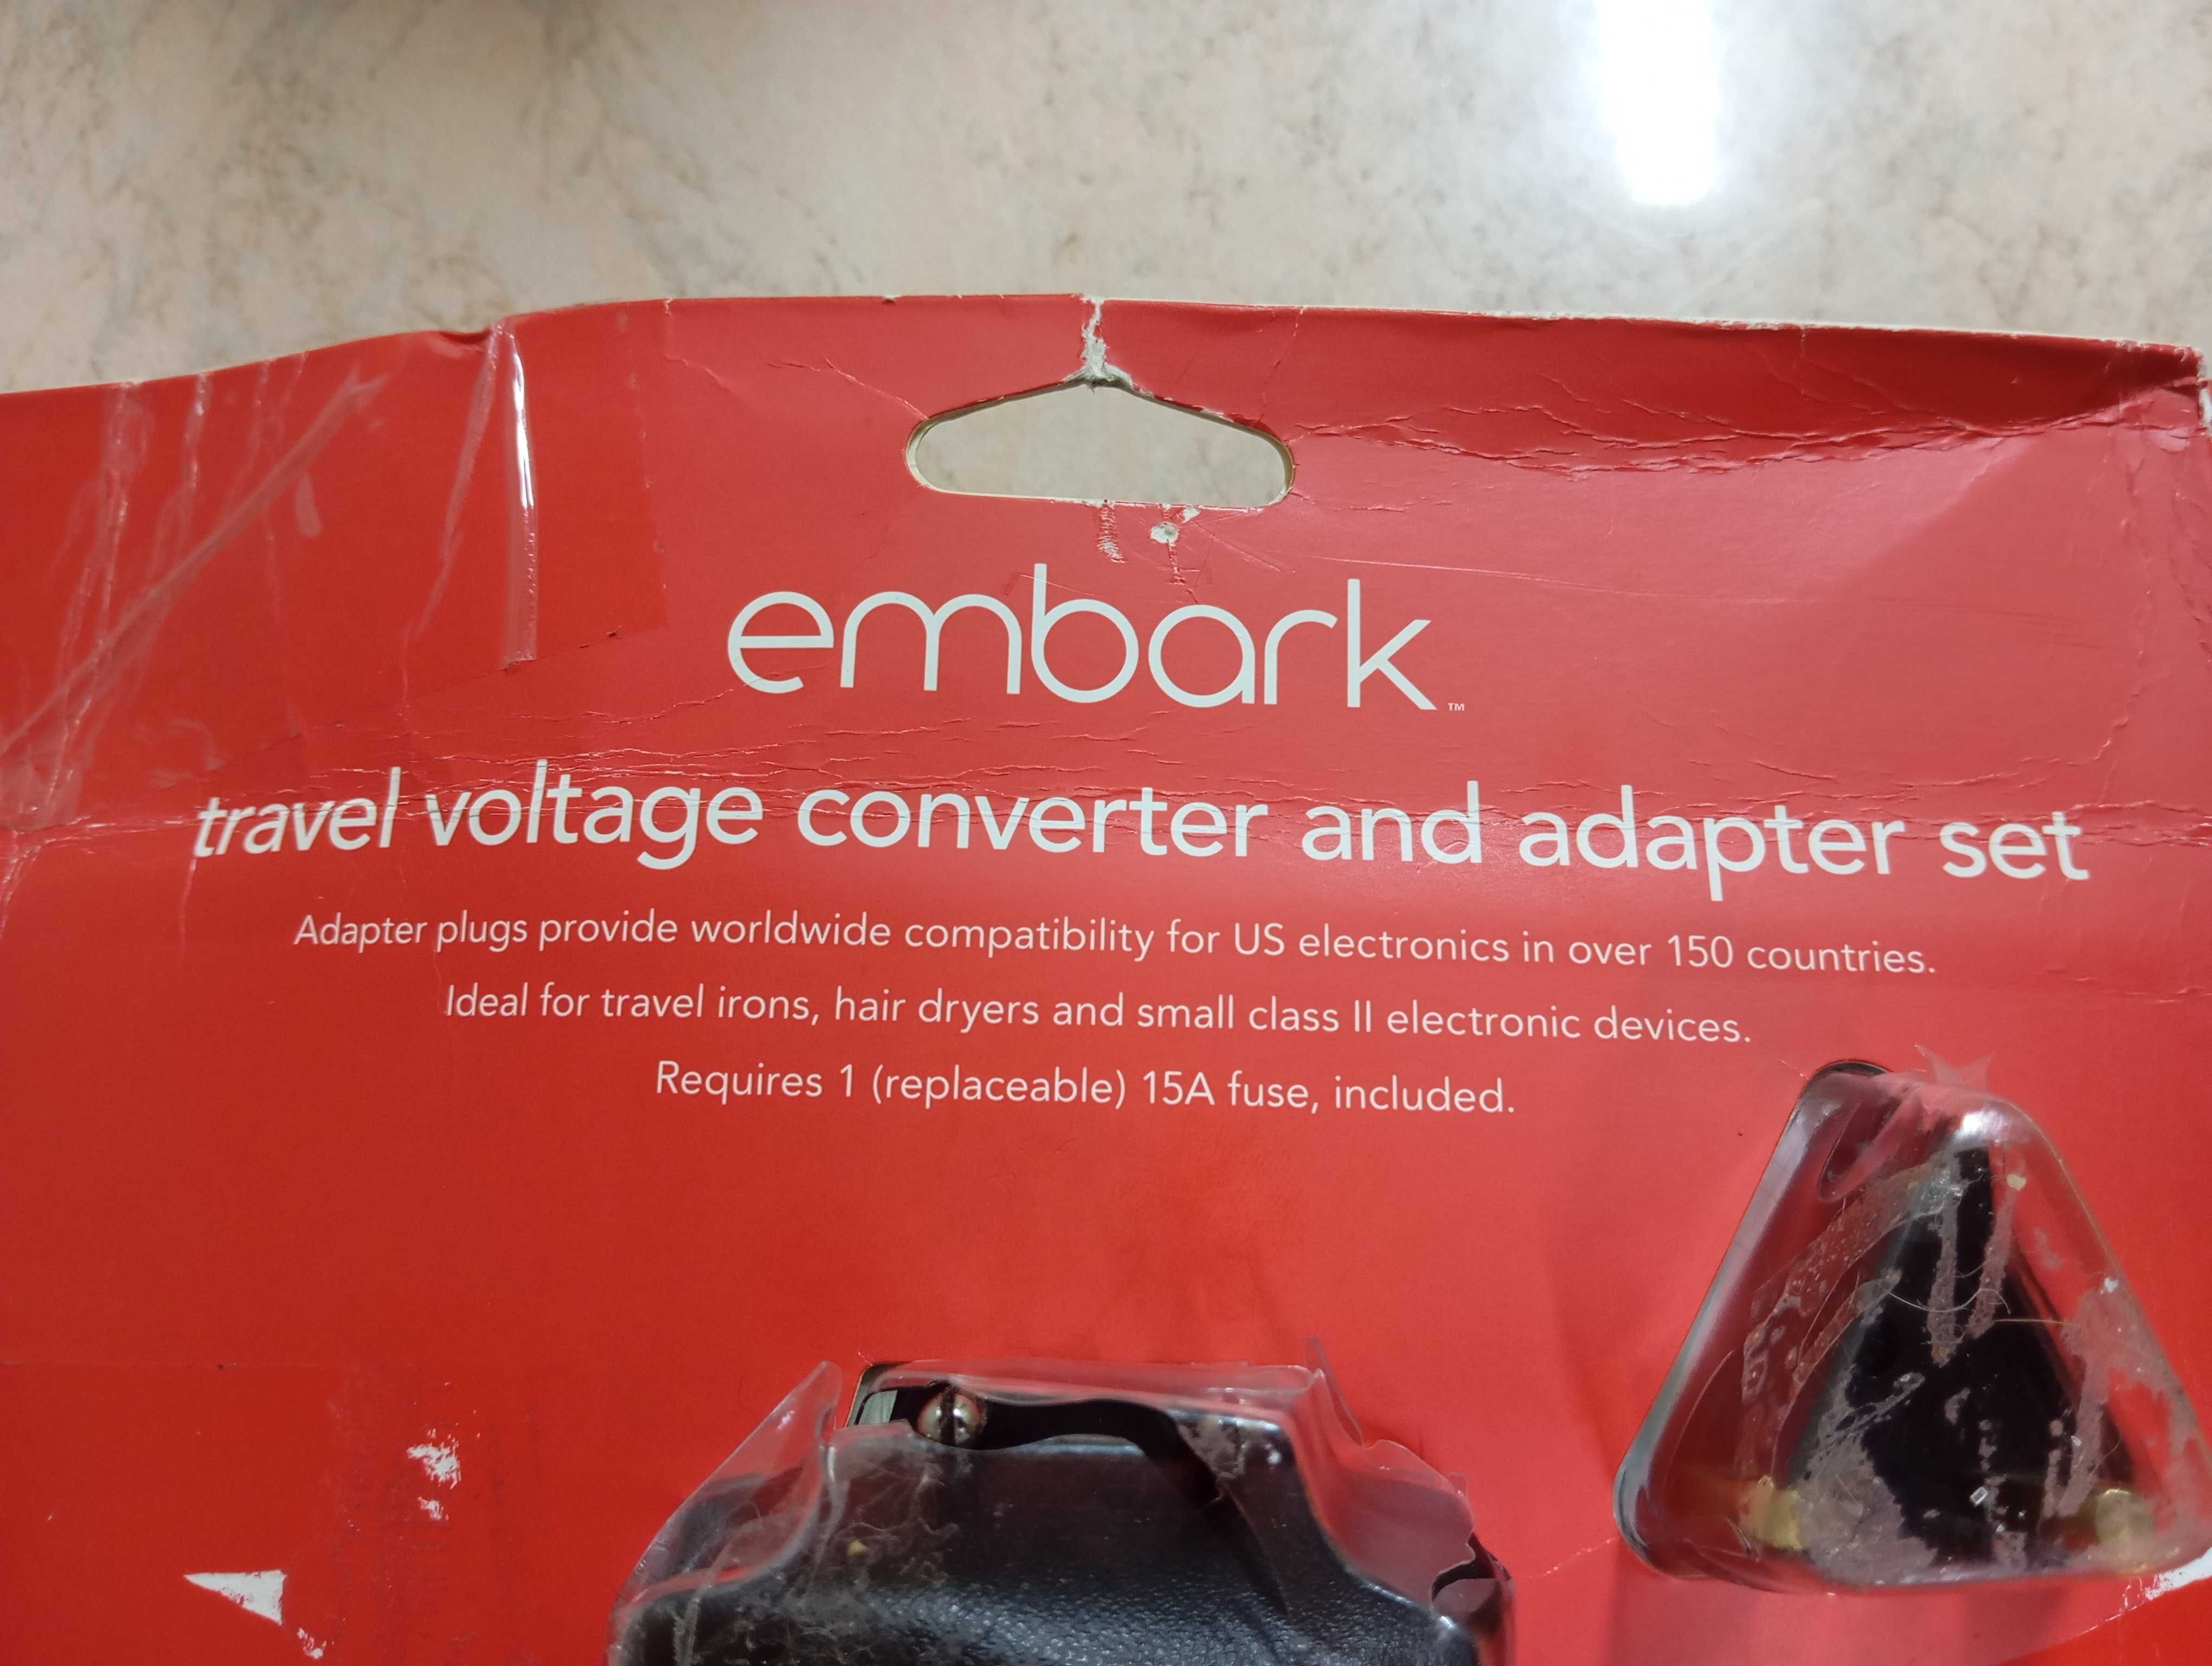 embark™
travel voltage converter and adapter set
Adapter plugs provide worldwide compatibility for US electronics in over 150 countries.
Ideal for travel irons, hair dryers and small class II electronic devices.
Requires 1 (replaceable) 15A fuse, included.